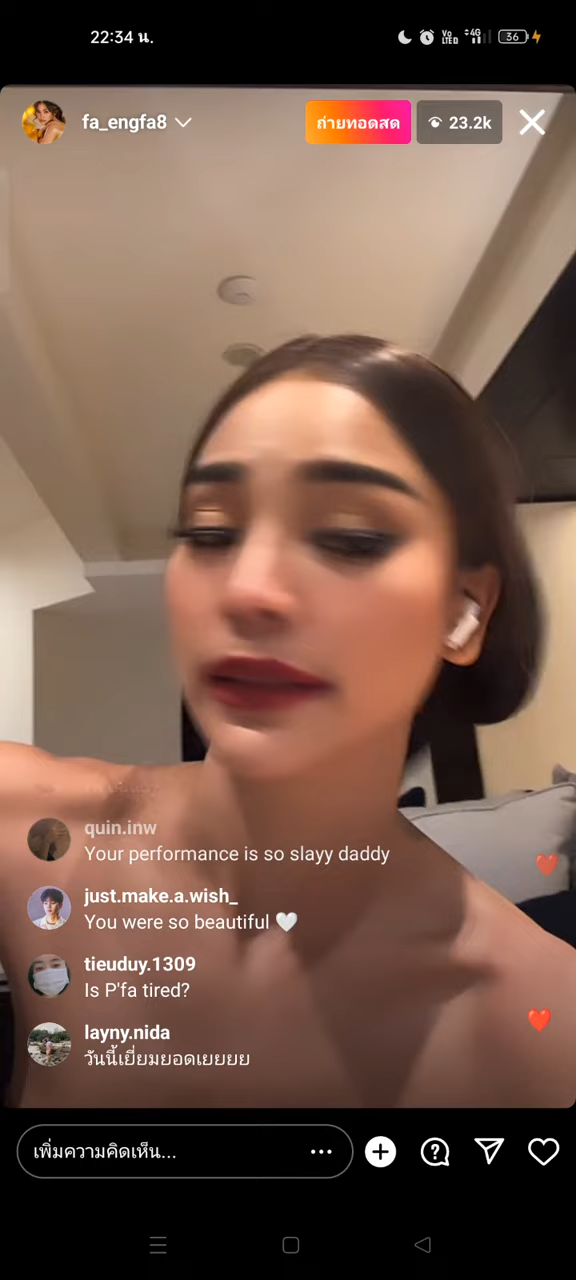 22:34 น.
Vo LTE 4G 36
fa_engfa8
ถ่ายทอดสด
23.2k
quin.inw
Your performance is so slayy daddy
just.make.a.wish_
You were so beautiful 🤍
tieuduy.1309
Is P'fa tired?
layny.nida
วันนี้เยี่ยมยอดเยยยย
เพิ่มความคิดเห็น...